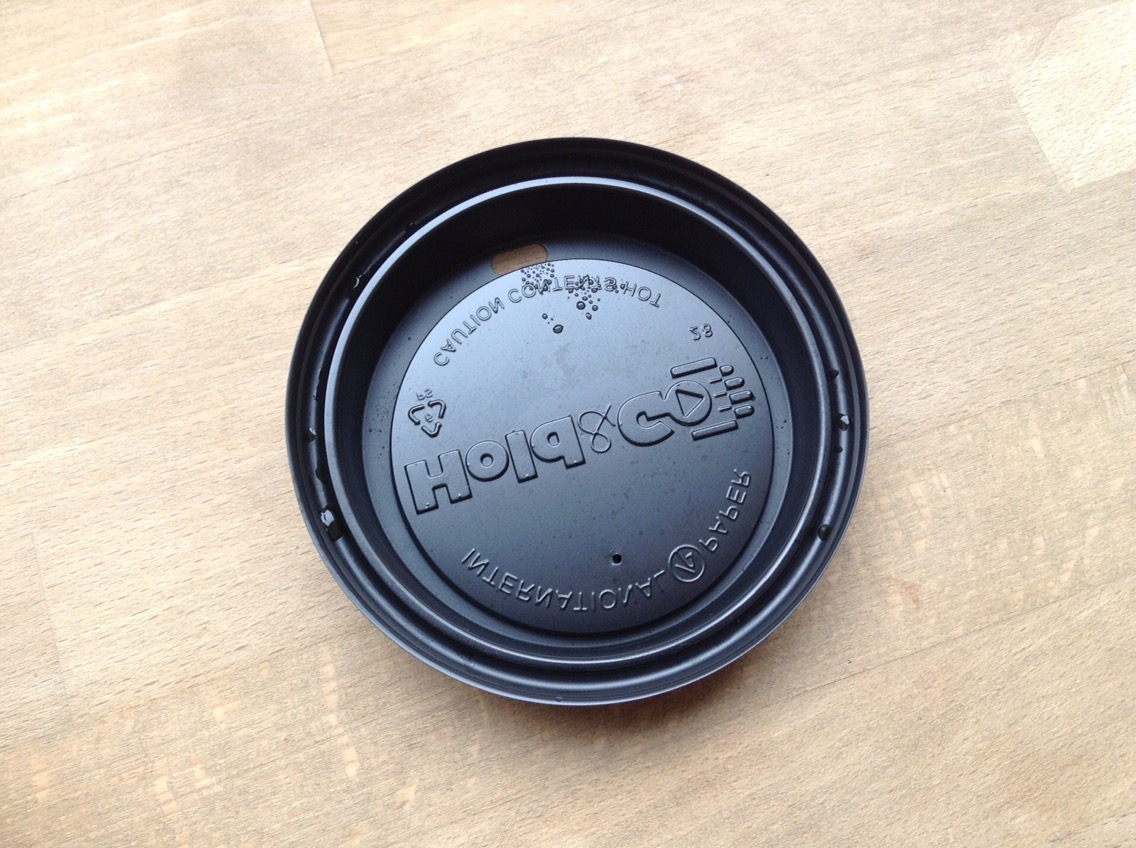 CAUTION CONTENTS HOT
Hold&Go
INTERNATIONAL PAPER